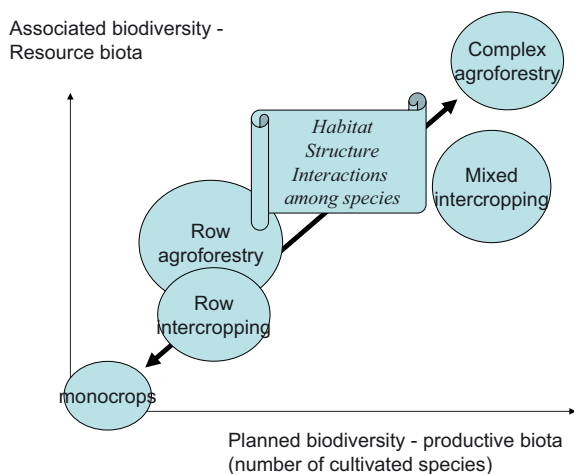 Associated biodiversity -
Resource biota
Complex
agroforestry
Habitat
Structure
Interactions
among species
Mixed
intercropping
Row
agroforestry
Row
intercropping
monocrops
Planned biodiversity - productive biota
(number of cultivated species)